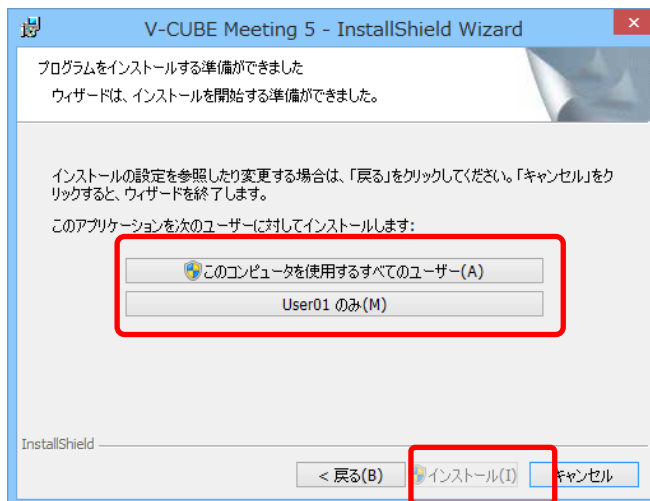 V-CUBE Meeting 5 - InstallShield Wizard
プログラムをインストールする準備ができました
ウィザードは、インストールを開始する準備ができました。
インストールの設定を参照したり変更する場合は、「戻る」をクリックしてください。「キャンセル」をク
リックすると、ウィザードを終了します。
このアプリケーションを次のユーザーに対してインストールします:
このコンピュータを使用するすべてのユーザー(A)
User01 のみ(M)
InstallShield
< 戻る(B) インストール(I) キャンセル